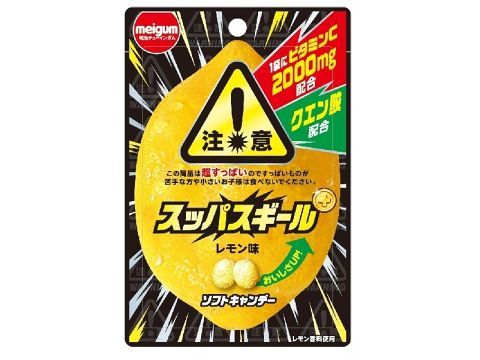 meigum
明治チューインガム
1袋にビタミンC
2000mg
配合
クエン酸
配合
注意
この商品は超すっぱいのですっぱいものが
苦手な方や小さいお子様は食べないでください。
スッパスギール
レモン味
おいしさUP!
ソフトキャンデー
レモン香料使用
WARNING